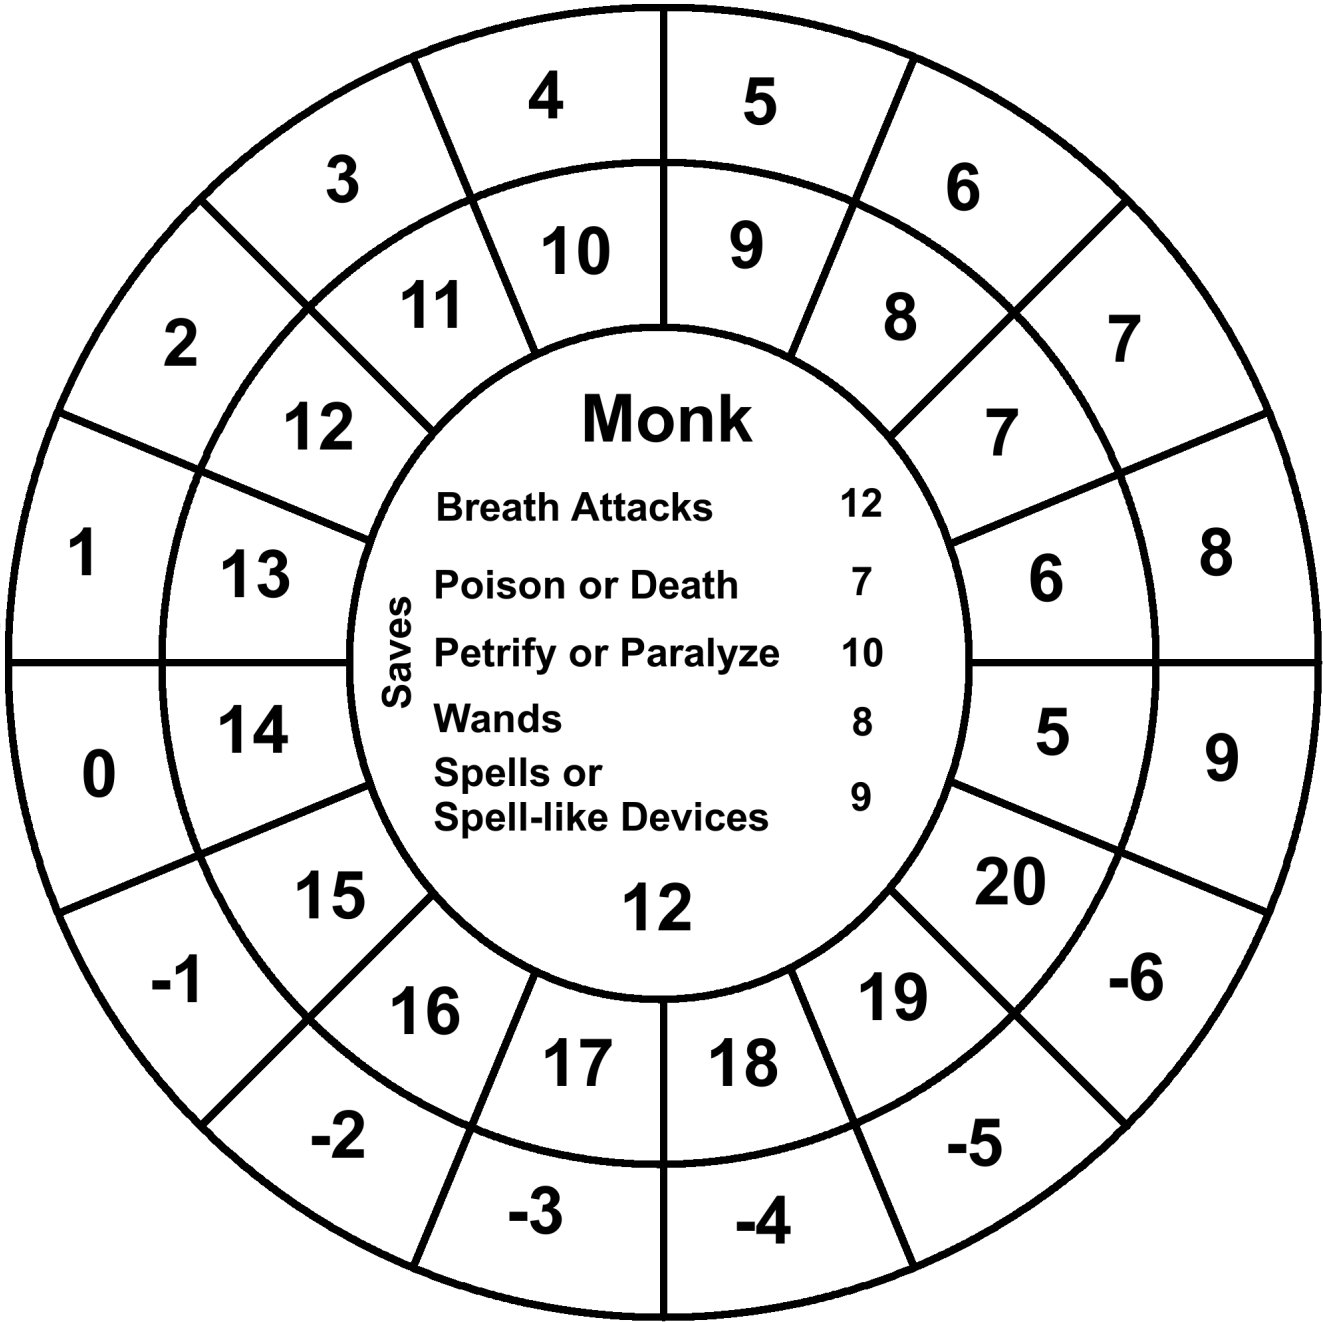 4 5
3 6
10 9
2 11 8 7
12 7
Monk
Breath Attacks 12
1 13 6 8
Poison or Death 7
Saves
Petrify or Paralyze 10
Wands 8
0 14 5 9
Spells or
Spell-like Devices 9
15 12 20
-1 16 19 -6
17 18
-2 -5
-3 -4